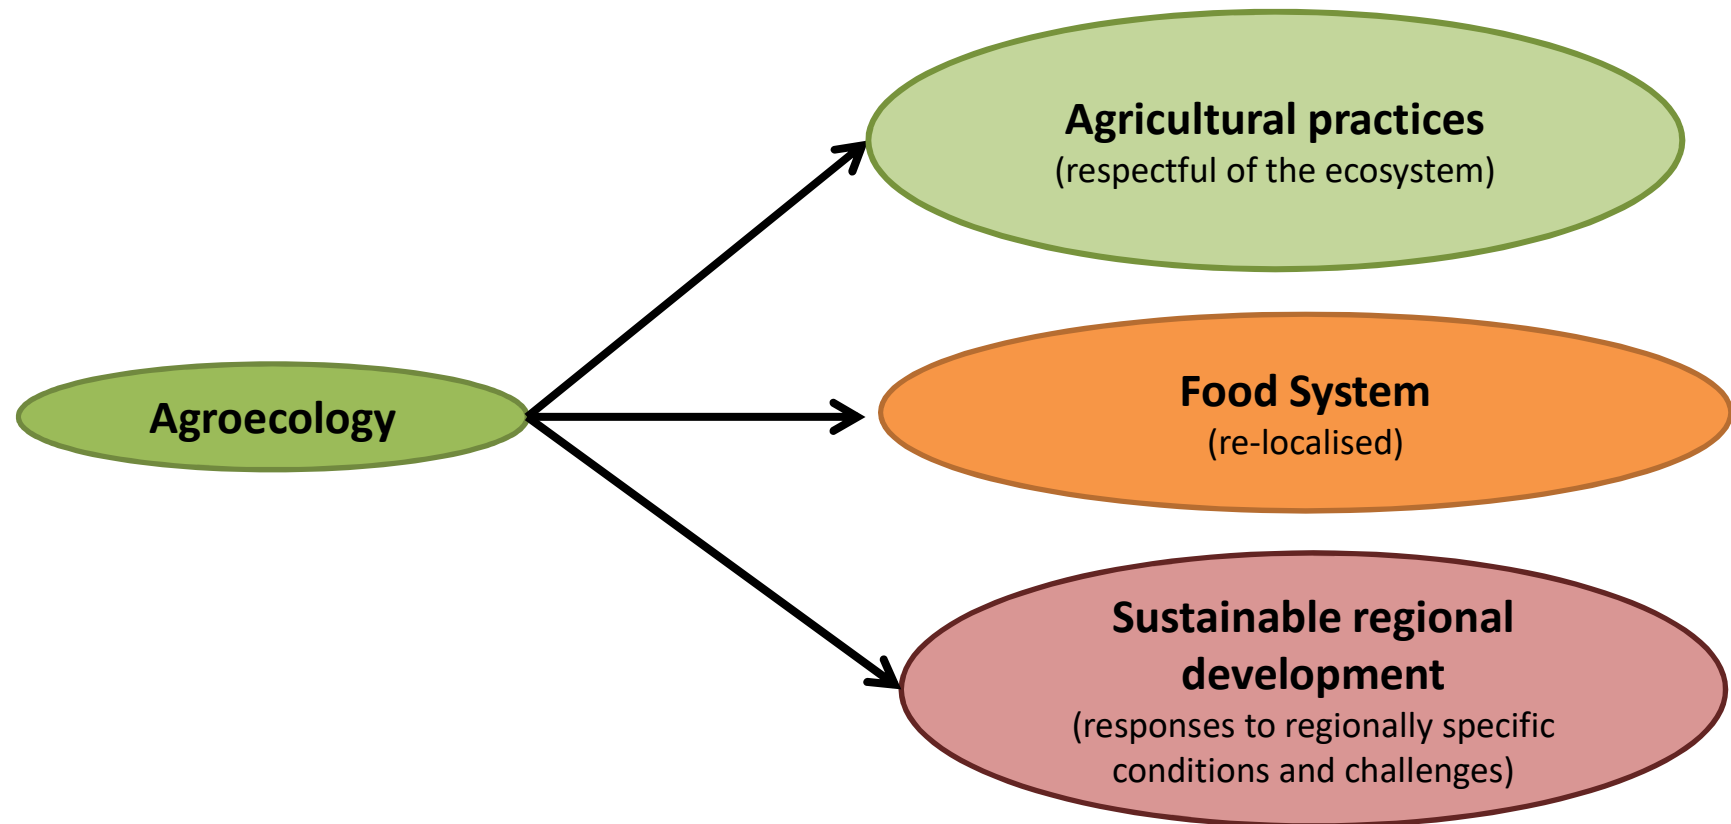 Agricultural practices
(respectful of the ecosystem)
Agroecology
Food System
(re-localised)
Sustainable regional
development
(responses to regionally specific
conditions and challenges)